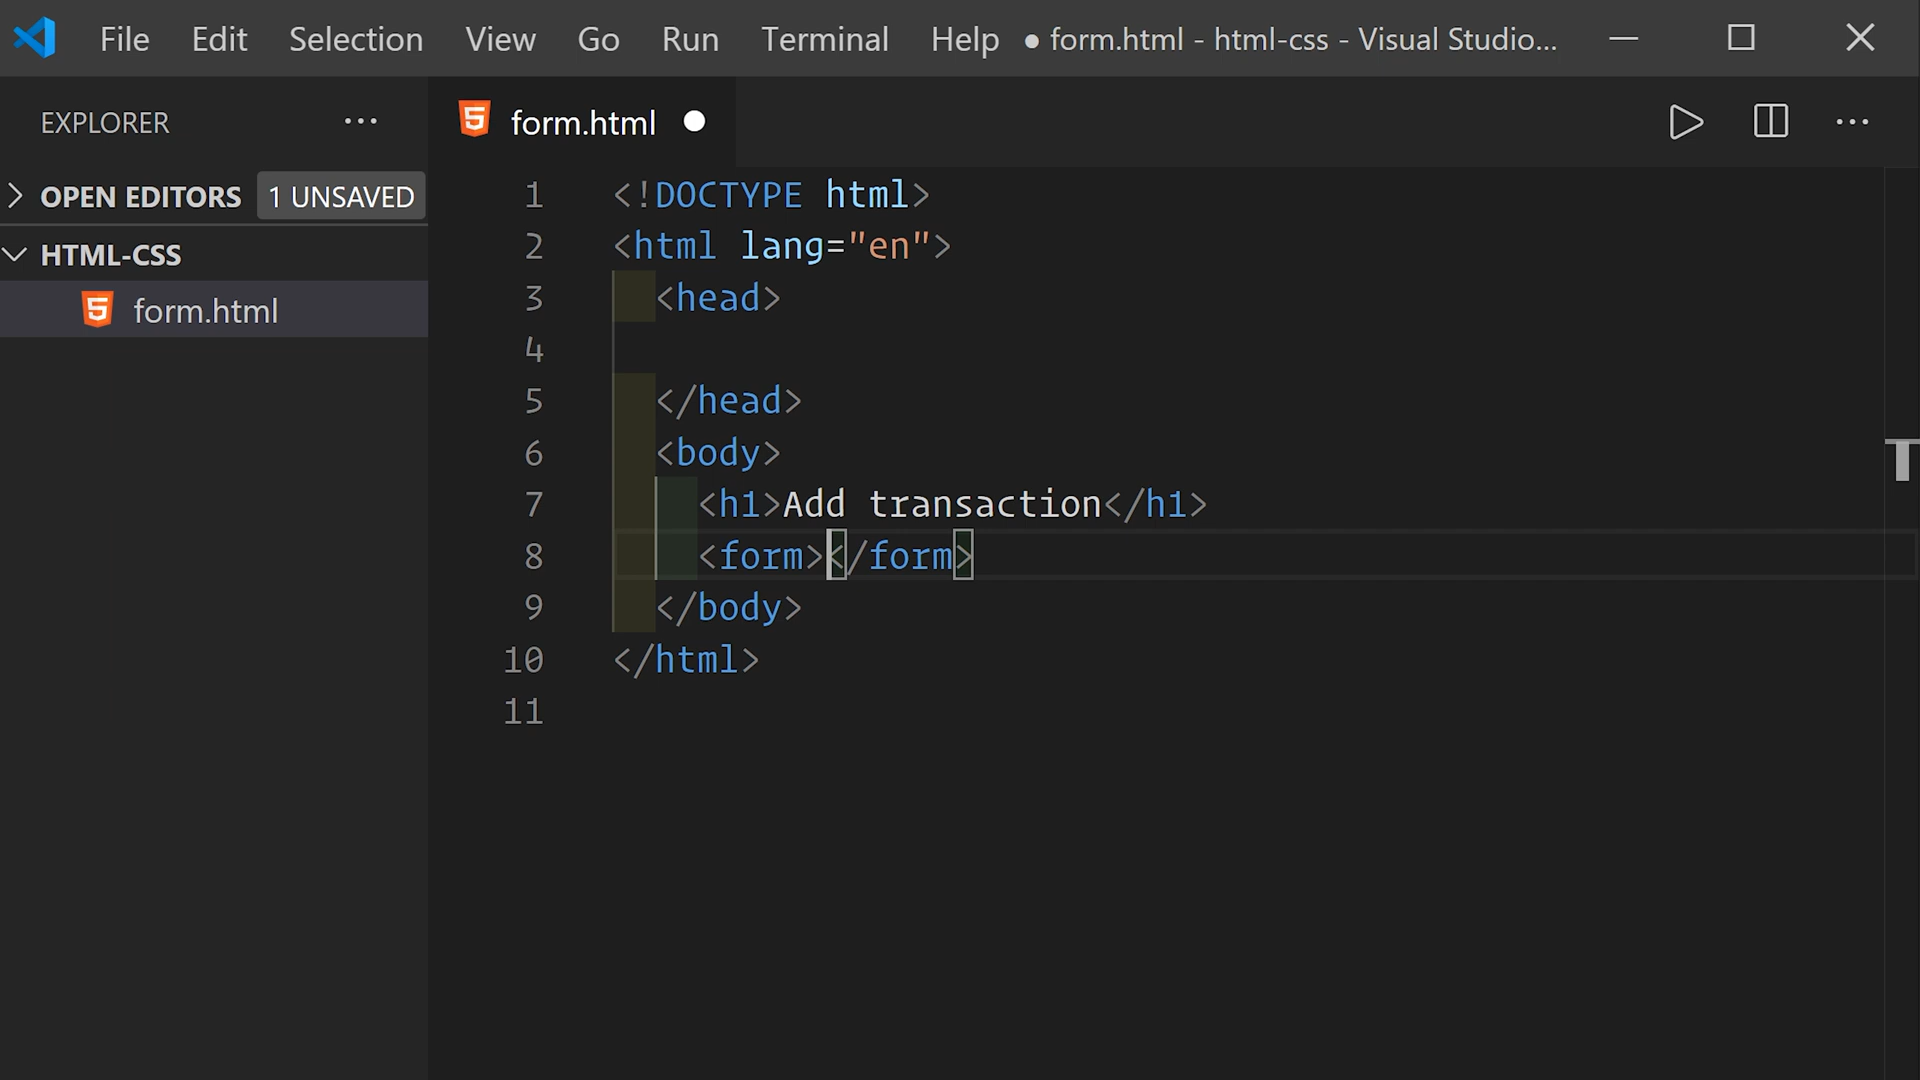 File Edit Selection View Go Run Terminal Help ● form.html - html-css - Visual Studio...
EXPLORER ···
form.html ●
OPEN EDITORS 1 UNSAVED
HTML-CSS
form.html
1 <!DOCTYPE html>
2 <html lang="en">
3 <head>
4
5 </head>
6 <body>
7 <h1>Add transaction</h1>
8 <form></form>
9 </body>
10 </html>
11